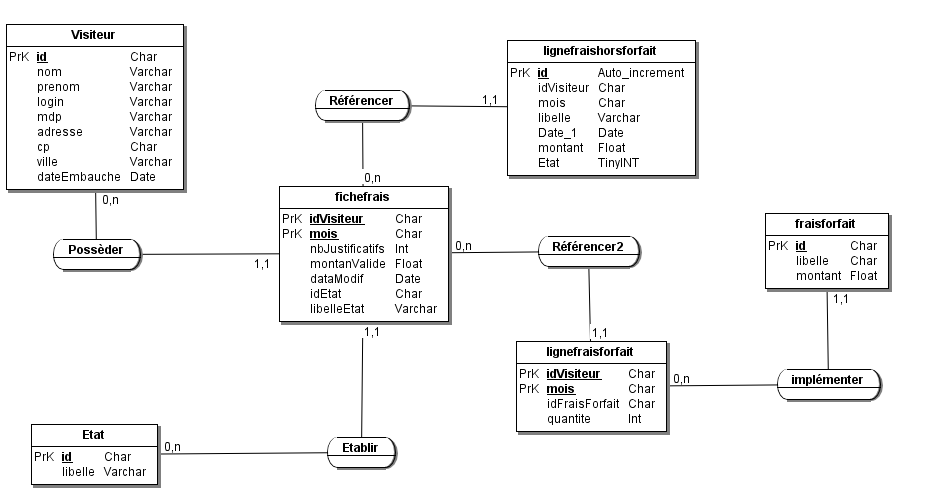 Visiteur
PrK id Char
nom Varchar
prenom Varchar
login Varchar
mdp Varchar
adresse Varchar
cp Char
ville Varchar
dateEmbauche Date
0,n
Possèder
1,1
Référencer
1,1
0,n
lignefraishorsforfait
PrK id Auto_increment
idVisiteur Char
mois Char
libelle Varchar
Date_1 Date
montant Float
Etat TinyINT
fichefrais
PrK idVisiteur Char
PrK mois Char
nbJustificatifs Int
montanValide Float
dataModif Date
idEtat Char
libelleEtat Varchar
0,n
Référencer2
1,1
1,1
fraisforfait
PrK id Char
libelle Char
montant Float
1,1
lignefraisforfait
PrK idVisiteur Char
PrK mois Char
idFraisForfait Char
quantite Int
0,n
implémenter
Etat
PrK id Char
libelle Varchar
0,n
Etablir